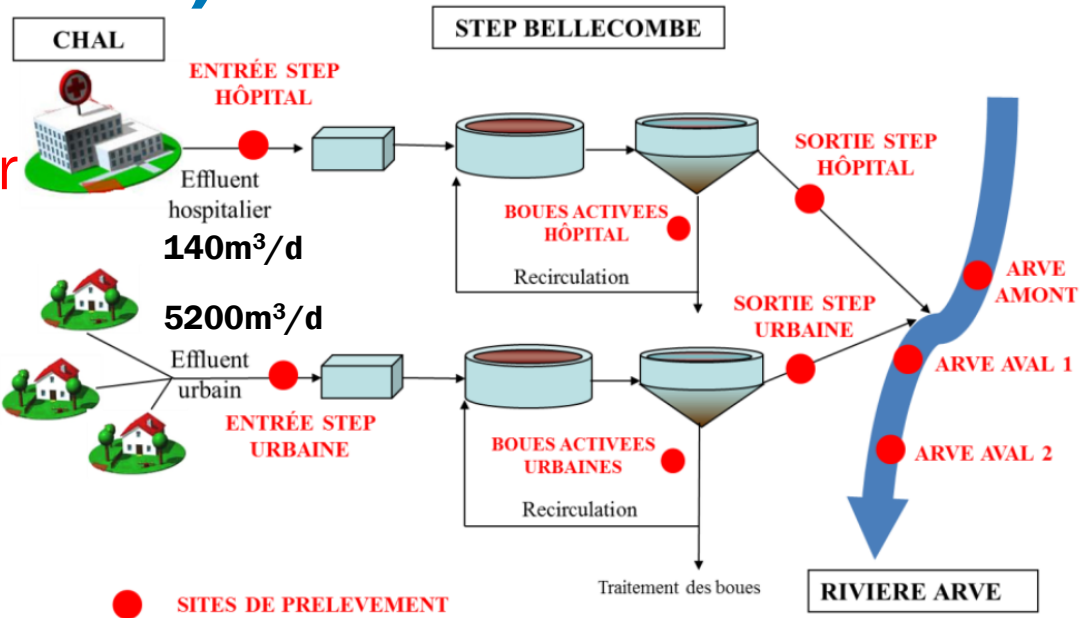 CHAL
STEP BELLECOMBE
ENTRÉE STEP
HÔPITAL
r
Effluent
hospitalier
140m³/d
BOUES ACTIVEES
HÔPITAL
Recirculation
SORTIE STEP
HÔPITAL
ARVE
AMONT
5200m³/d
Effluent
urbain
ENTRÉE STEP
URBAINE
SORTIE STEP
URBAINE
ARVE AVAL 1
BOUES ACTIVEES
URBAINES
Recirculation
ARVE AVAL 2
Traitement des boues
RIVIERE ARVE
SITES DE PRELEVEMENT